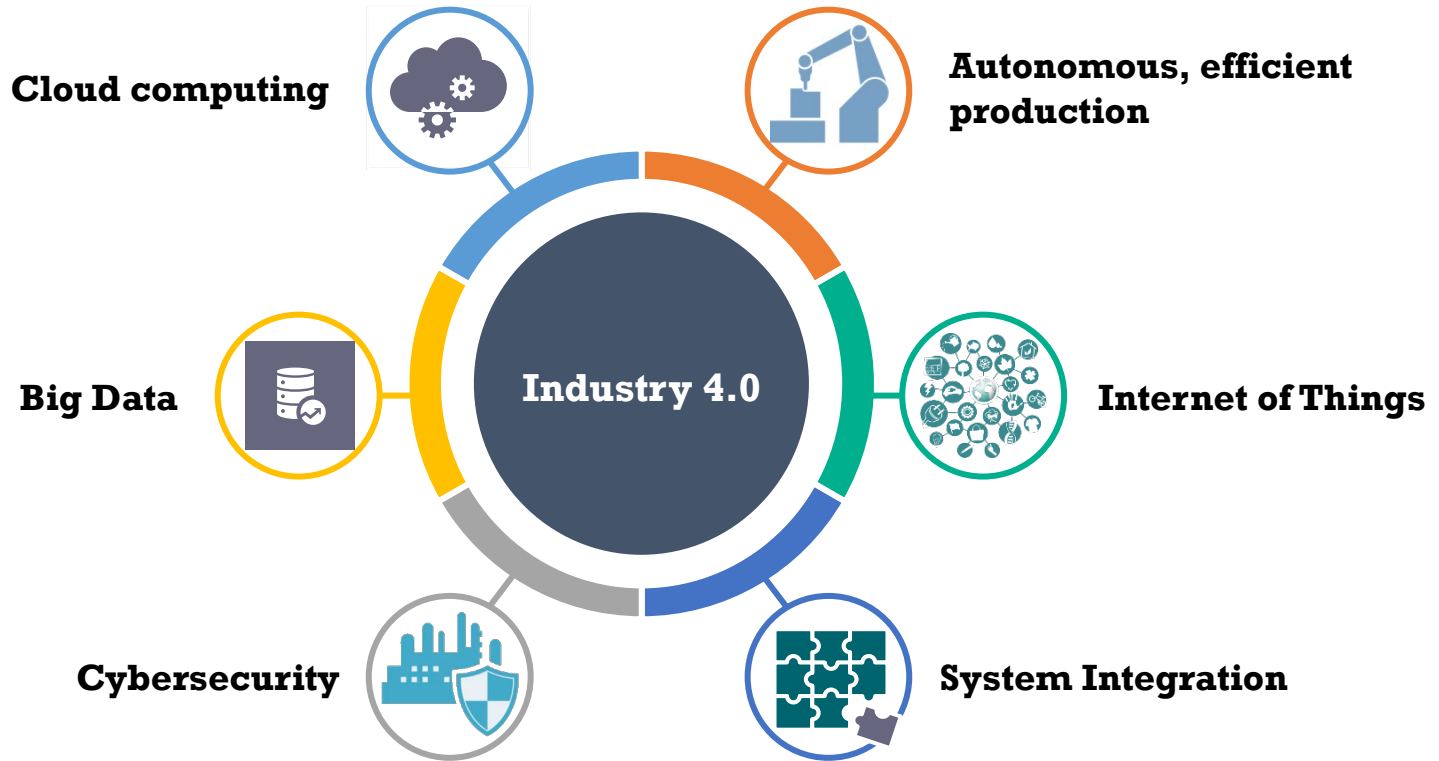 Cloud computing
Autonomous, efficient
production
Big Data
Industry 4.0
Internet of Things
Cybersecurity
System Integration